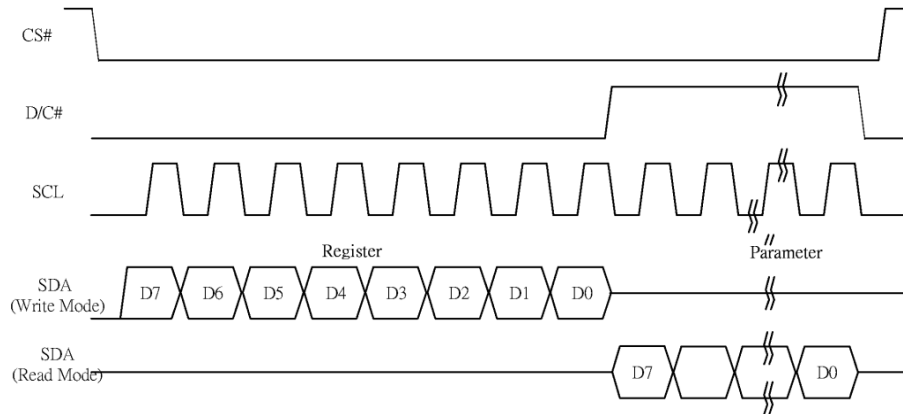 CS#
D/C#
SCL
Register Parameter
SDA
(Write Mode)
D7 D6 D5 D4 D3 D2 D1 D0
SDA
(Read Mode)
D7 D0